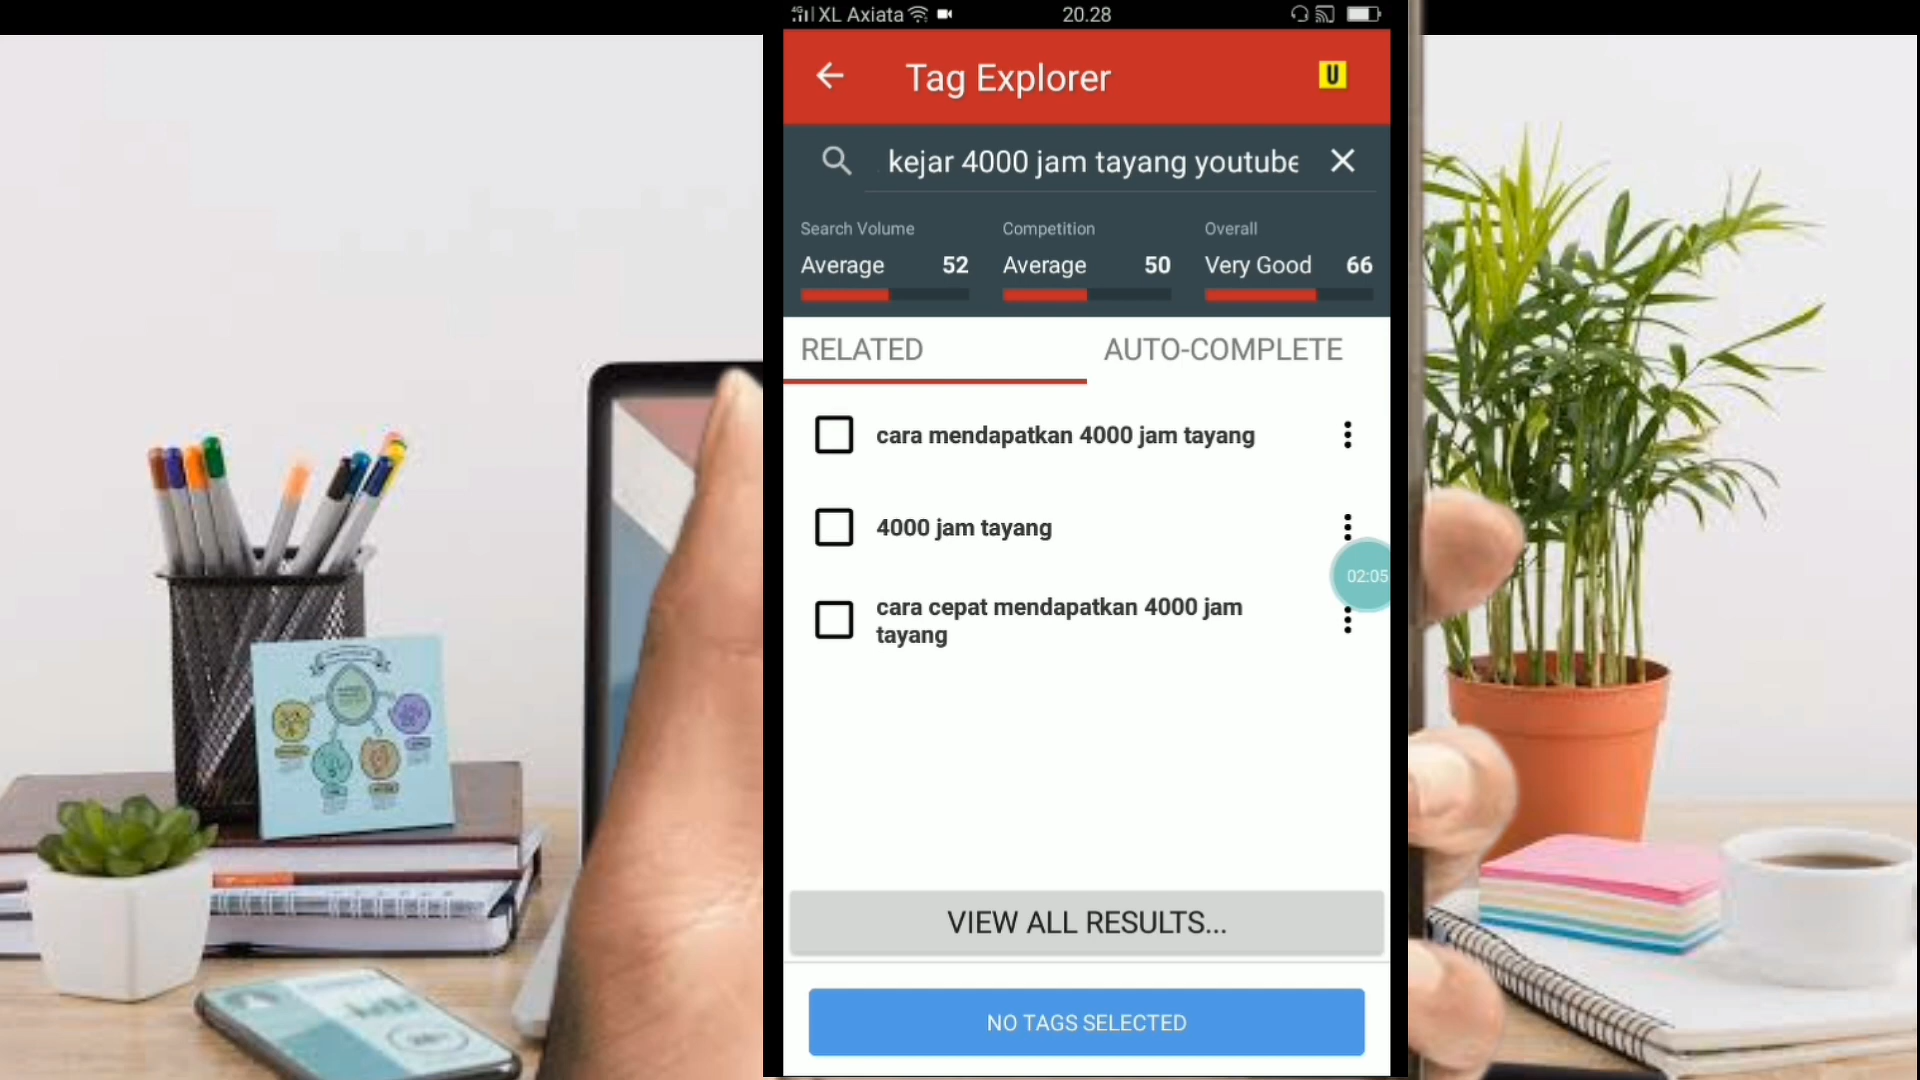 4G XL Axiata 20.28
Tag Explorer U
kejar 4000 jam tayang youtube
Search Volume Competition Overall
Average 52 Average 50 Very Good 66
RELATED AUTO-COMPLETE
cara mendapatkan 4000 jam tayang
4000 jam tayang
02:05
cara cepat mendapatkan 4000 jam
tayang
VIEW ALL RESULTS...
NO TAGS SELECTED